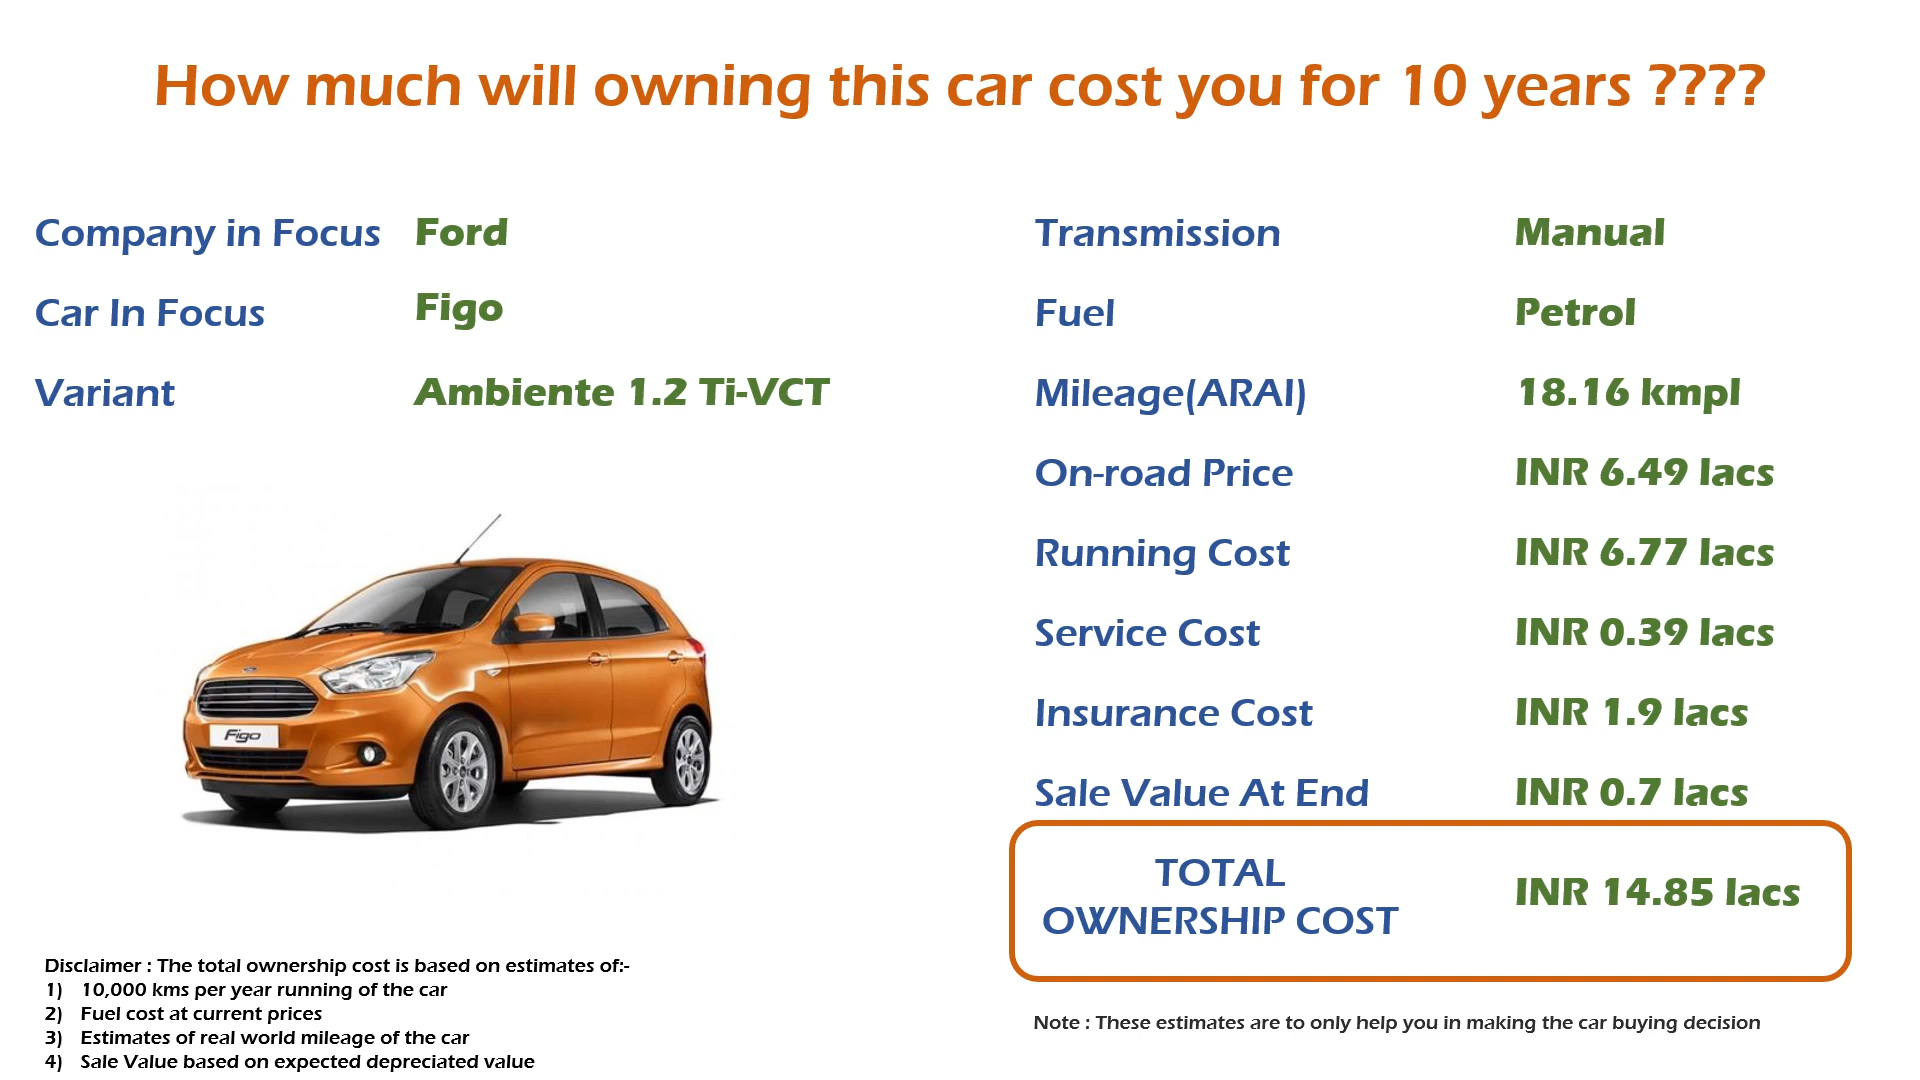 How much will owning this car cost you for 10 years ????
Company in Focus Ford
Car In Focus Figo
Variant Ambiente 1.2 Ti-VCT
Figo
Transmission Manual
Fuel Petrol
Mileage(ARAI) 18.16 kmpl
On-road Price INR 6.49 lacs
Running Cost INR 6.77 lacs
Service Cost INR 0.39 lacs
Insurance Cost INR 1.9 lacs
Sale Value At End INR 0.7 lacs
TOTAL
OWNERSHIP COST INR 14.85 lacs
Disclaimer : The total ownership cost is based on estimates of:-
1) 10,000 kms per year running of the car
2) Fuel cost at current prices
3) Estimates of real world mileage of the car
4) Sale Value based on expected depreciated value
Note : These estimates are to only help you in making the car buying decision